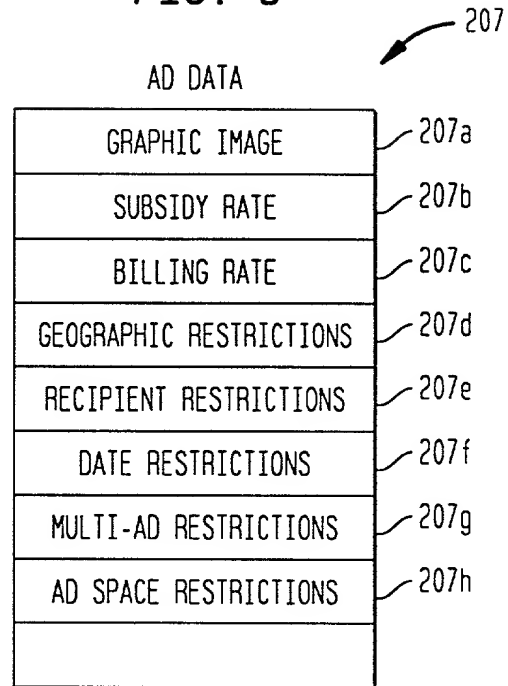 207
AD DATA
GRAPHIC IMAGE 207a
SUBSIDY RATE 207b
BILLING RATE 207c
GEOGRAPHIC RESTRICTIONS 207d
RECIPIENT RESTRICTIONS 207e
DATE RESTRICTIONS 207f
MULTI-AD RESTRICTIONS 207g
AD SPACE RESTRICTIONS 207h